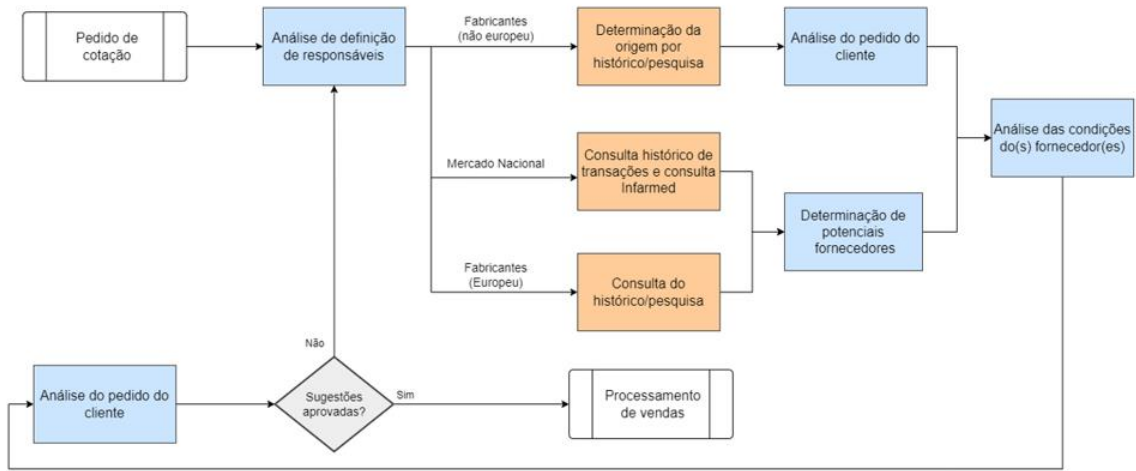 Pedido de
cotação
Análise de definição
de responsáveis
Fabricantes
(não europeu)
Determinação da
origem por
histórico/pesquisa
Análise do pedido do
cliente
Análise das condições
do(s) fornecedor(es)
Mercado Nacional
Consulta histórico de
transações e consulta
Infarmed
Determinação de
potenciais
fornecedores
Fabricantes
(Europeu)
Consulta do
histórico/pesquisa
Não
Análise do pedido do
cliente
Sugestões
aprovadas?
Sim
Processamento
de vendas